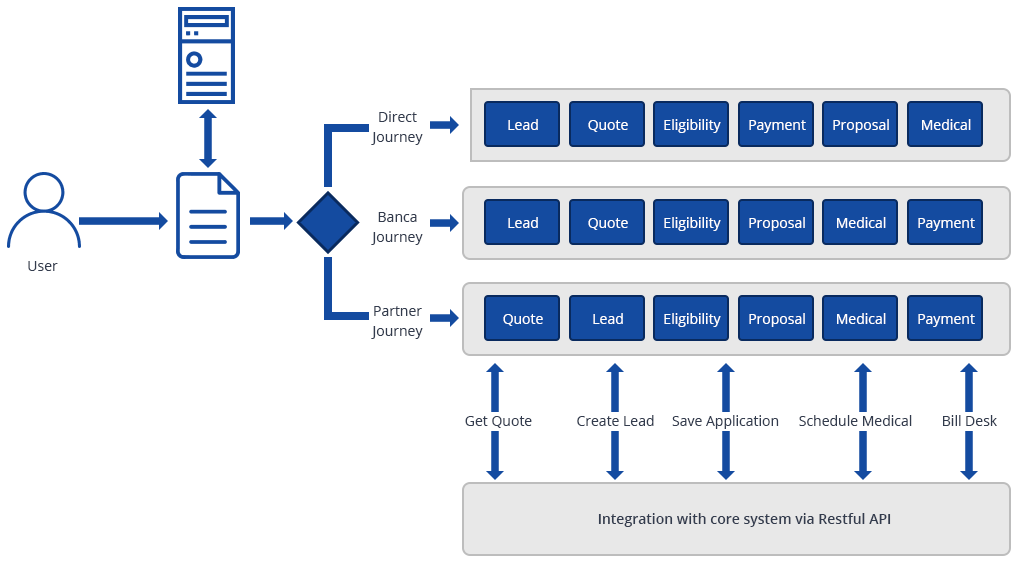 User
Direct
Journey
Lead
Quote
Eligibility
Payment
Proposal
Medical
Banca
Journey
Lead
Quote
Eligibility
Proposal
Medical
Payment
Partner
Journey
Quote
Lead
Eligibility
Proposal
Medical
Payment
Get Quote
Create Lead
Save Application
Schedule Medical
Bill Desk
Integration with core system via Restful API